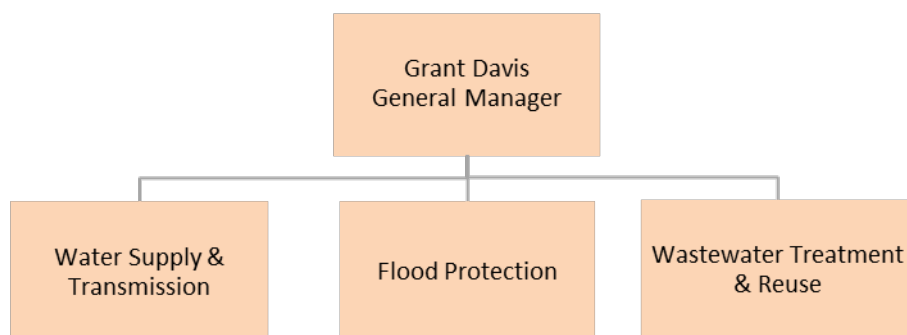 Grant Davis
General Manager
Water Supply &
Transmission
Flood Protection
Wastewater Treatment
& Reuse